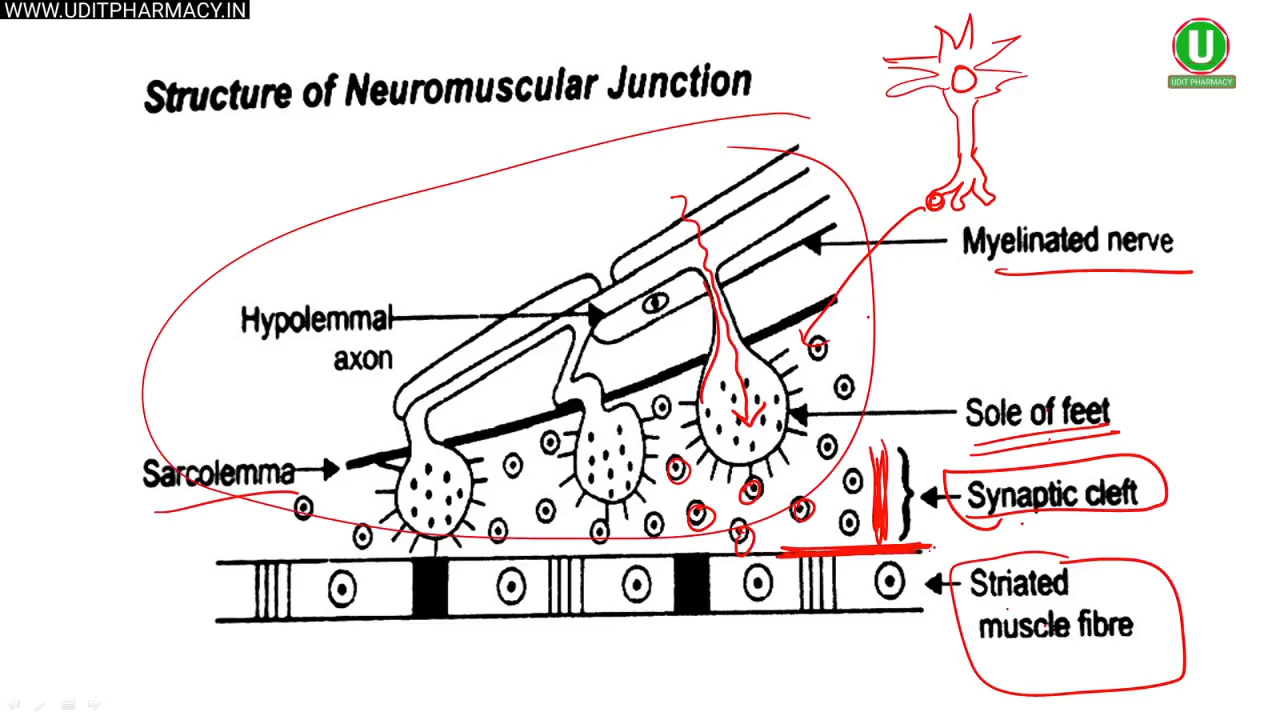 WWW.UDITPHARMACY.IN
U
UDIT PHARMACY
Structure of Neuromuscular Junction
Myelinated nerve
Hypolemmal
axon
Sole of feet
Sarcolemma
Synaptic cleft
Striated
muscle fibre